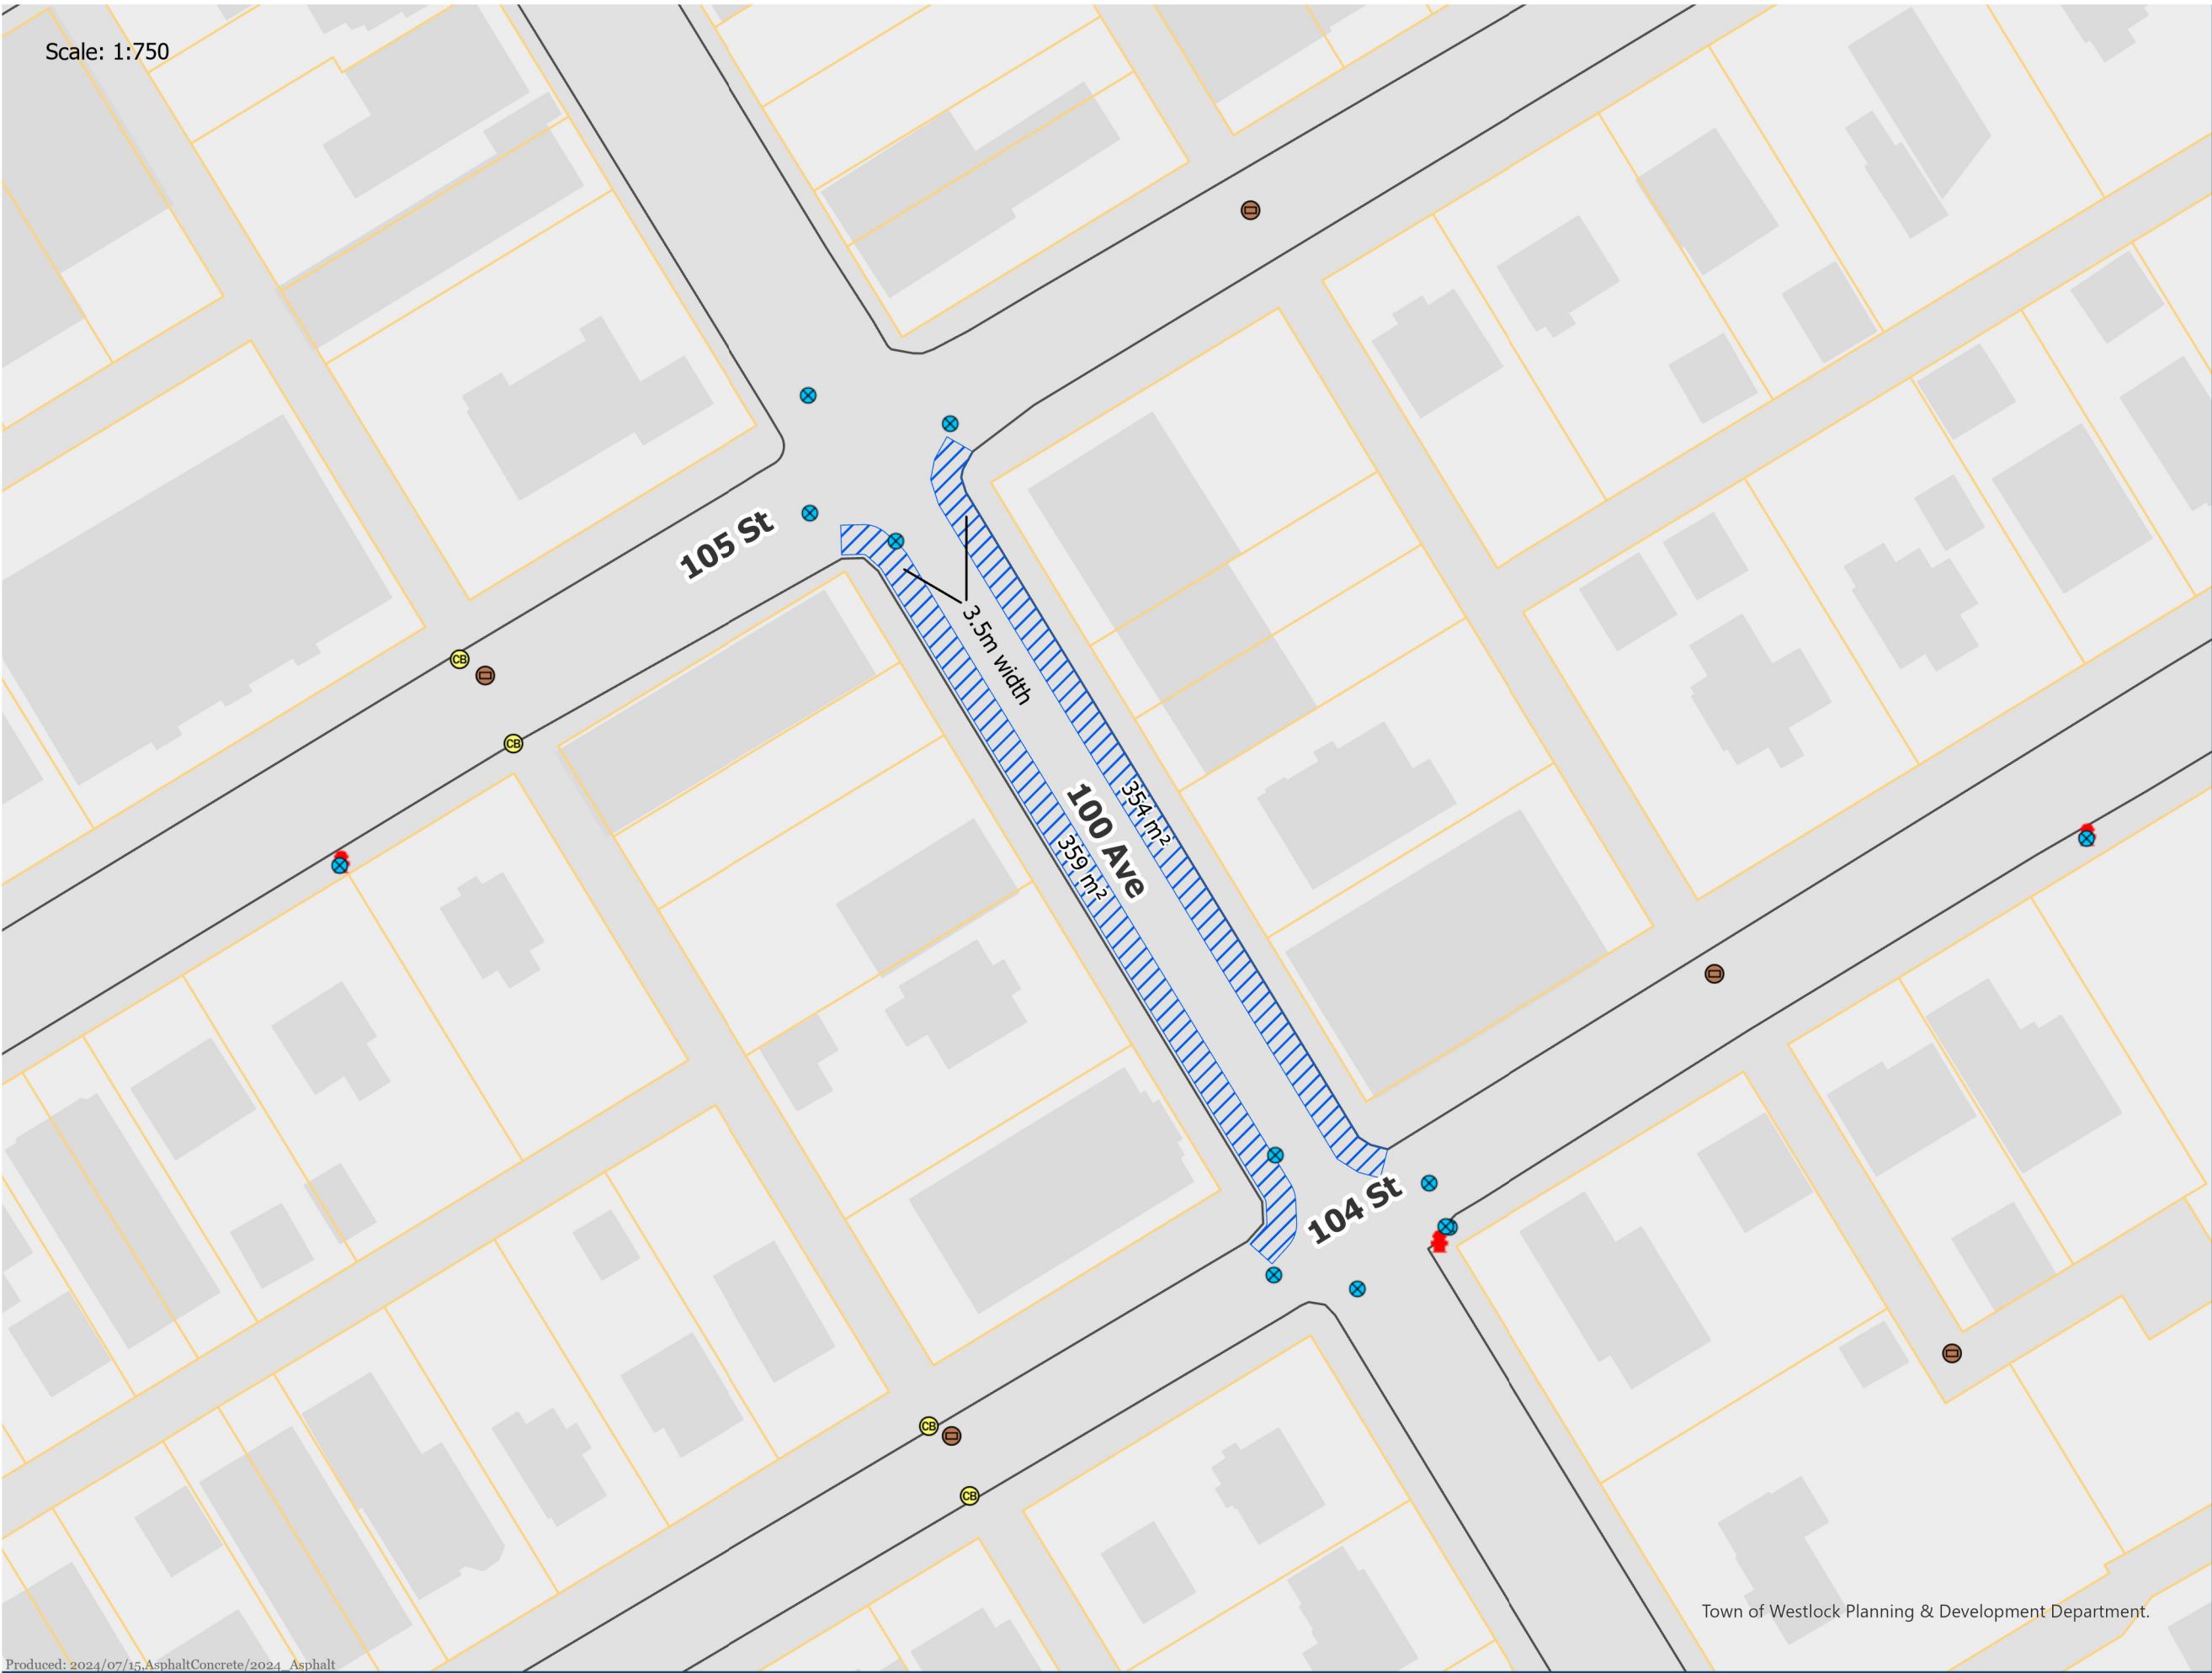 Scale: 1:750
105 St
3.5m width
354 m²
100 Ave
359 m²
CB
CB
104 St
CB
CB
Town of Westlock Planning & Development Department.
Produced: 2024/07/15,AsphaltConcrete/2024_Asphalt